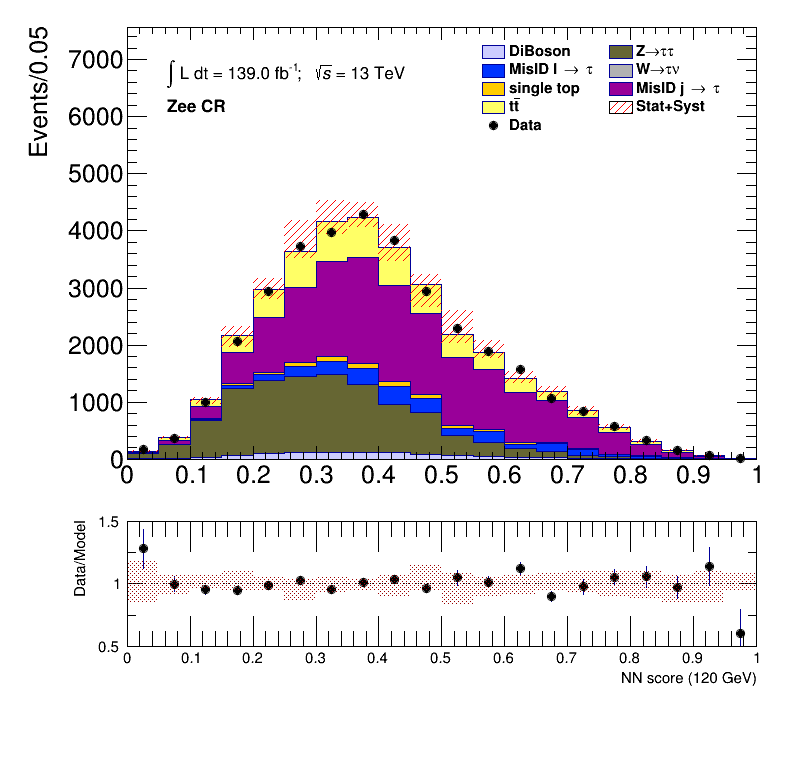 Events/0.05
7000
6000
5000
4000
3000
2000
1000
0
∫ L dt = 139.0 fb⁻¹; √s = 13 TeV
Zee CR
DiBoson
MisID l → τ
single top
tt̄
Data
Z→ττ
W→τν
MisID j → τ
Stat+Syst
0 0.1 0.2 0.3 0.4 0.5 0.6 0.7 0.8 0.9 1
Data/Model
1.5
1
0.5
0 0.1 0.2 0.3 0.4 0.5 0.6 0.7 0.8 0.9 1
NN score (120 GeV)